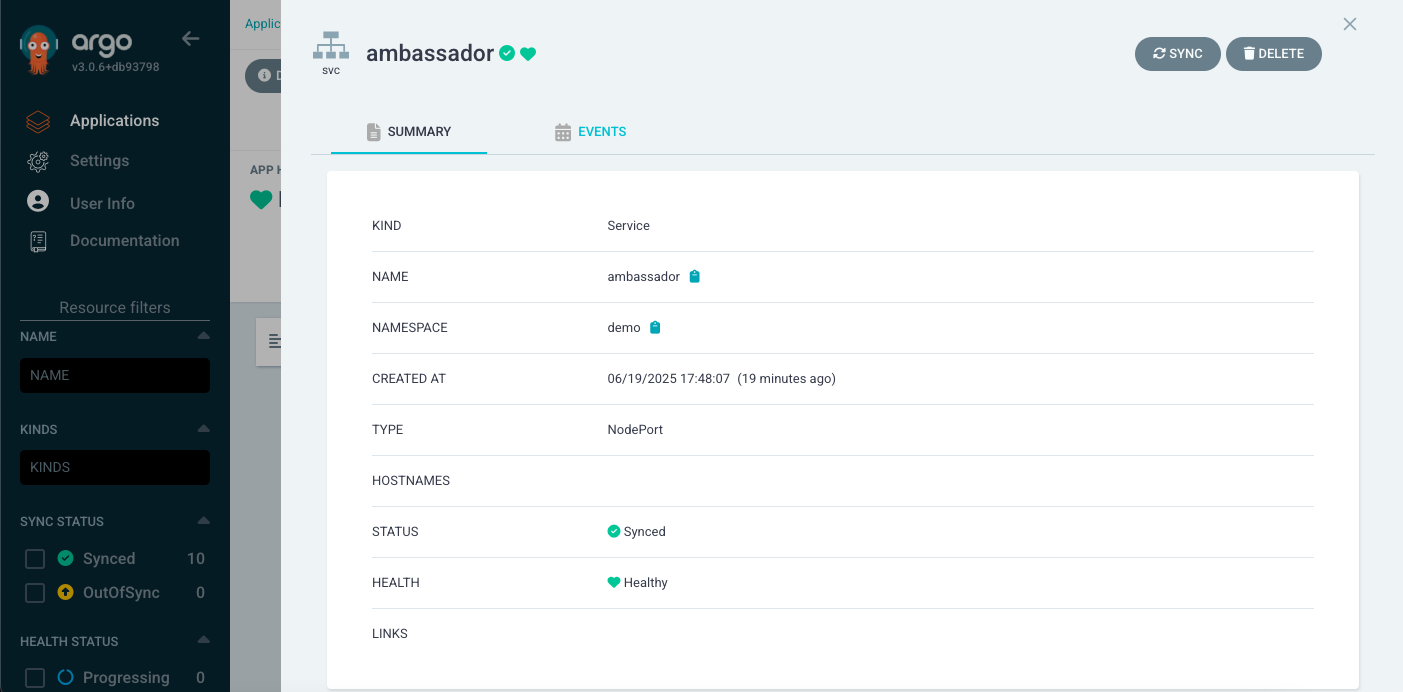 argo
v3.0.6+db93798
Applications
Settings
User Info
Documentation
Resource filters
NAME
NAME
KINDS
KINDS
SYNC STATUS
Synced 10
OutOfSync 0
HEALTH STATUS
Progressing 0
svc
ambassador
SYNC
DELETE
SUMMARY
EVENTS
KIND Service
NAME ambassador
NAMESPACE demo
CREATED AT 06/19/2025 17:48:07 (19 minutes ago)
TYPE NodePort
HOSTNAMES
STATUS Synced
HEALTH Healthy
LINKS